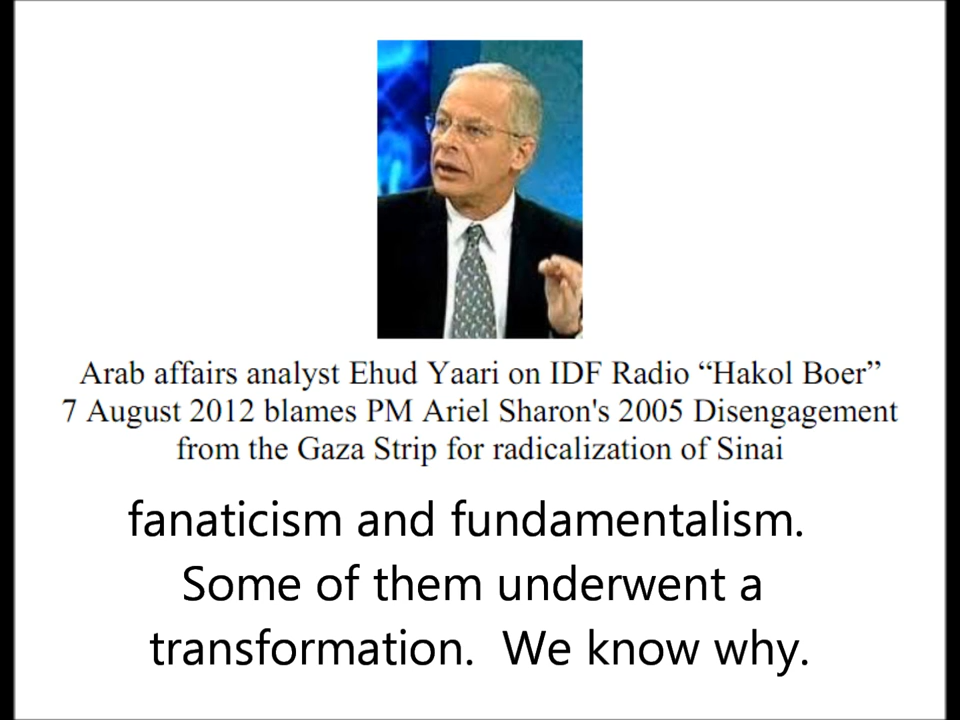 Arab affairs analyst Ehud Yaari on IDF Radio “Hakol Boer”
7 August 2012 blames PM Ariel Sharon's 2005 Disengagement
from the Gaza Strip for radicalization of Sinai
fanaticism and fundamentalism.
Some of them underwent a
transformation.  We know why.